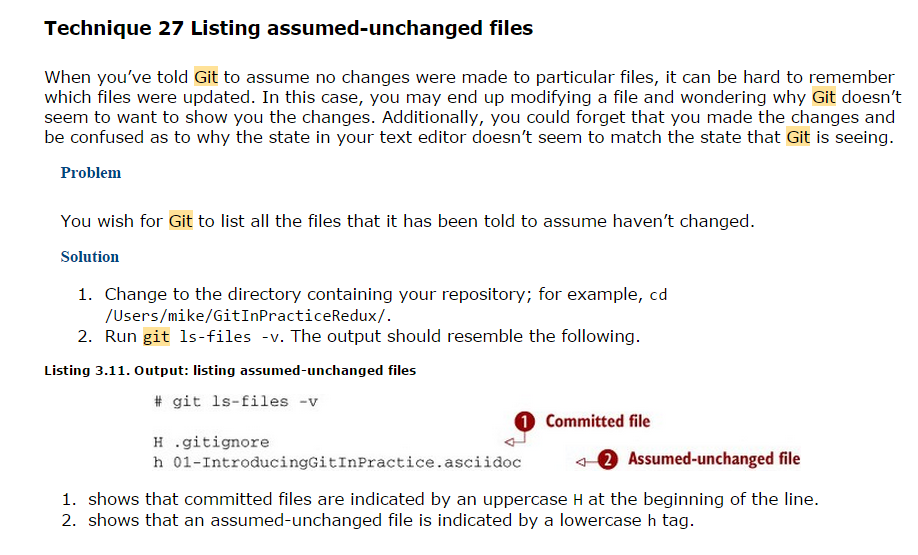 Technique 27 Listing assumed-unchanged files
When you’ve told Git to assume no changes were made to particular files, it can be hard to remember
which files were updated. In this case, you may end up modifying a file and wondering why Git doesn’t
seem to want to show you the changes. Additionally, you could forget that you made the changes and
be confused as to why the state in your text editor doesn’t seem to match the state that Git is seeing.
Problem
You wish for Git to list all the files that it has been told to assume haven’t changed.
Solution
1. Change to the directory containing your repository; for example, cd
/Users/mike/GitInPracticeRedux/.
2. Run git ls-files -v. The output should resemble the following.
Listing 3.11. Output: listing assumed-unchanged files
# git ls-files -v
1 Committed file
H .gitignore
h 01-IntroducingGitInPractice.asciidoc
2 Assumed-unchanged file
1. shows that committed files are indicated by an uppercase H at the beginning of the line.
2. shows that an assumed-unchanged file is indicated by a lowercase h tag.